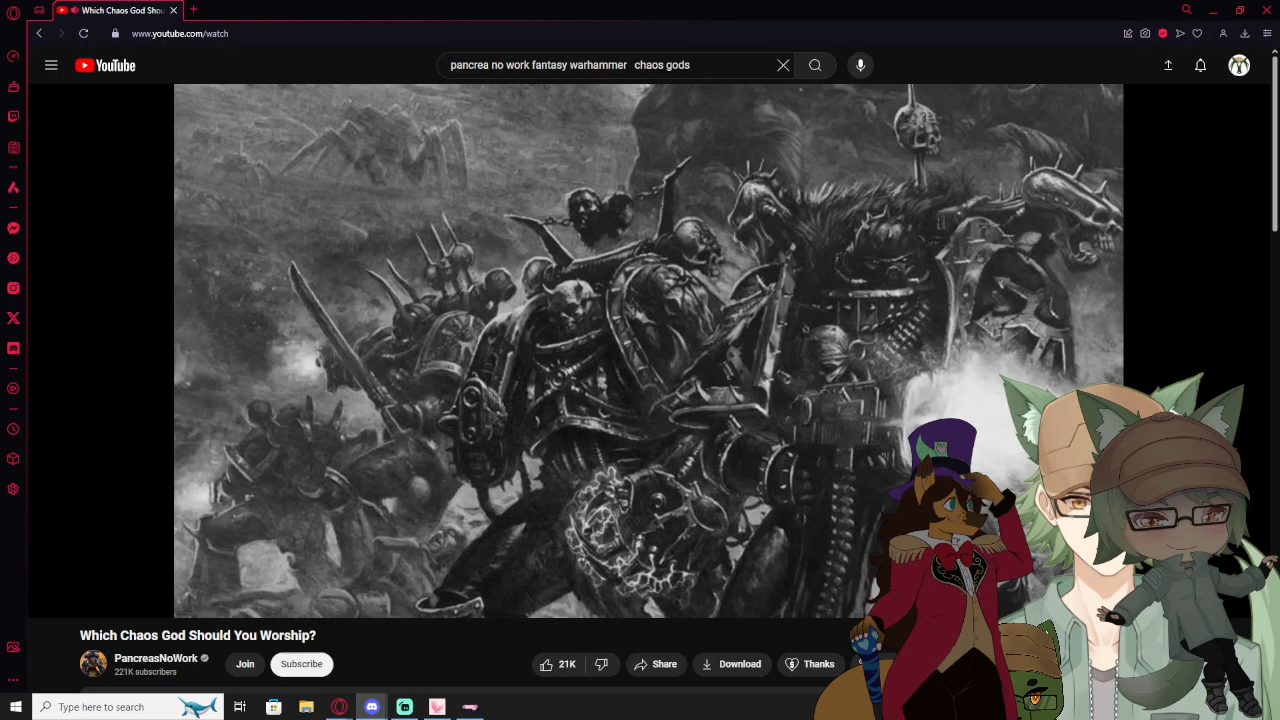 Which Chaos God Shou
www.youtube.com/watch
YouTube
pancrea no work fantasy warhammer chaos gods
Which Chaos God Should You Worship?
PancreasNoWork
221K subscribers
Join
Subscribe
21K
Share
Download
Thanks
Type here to search